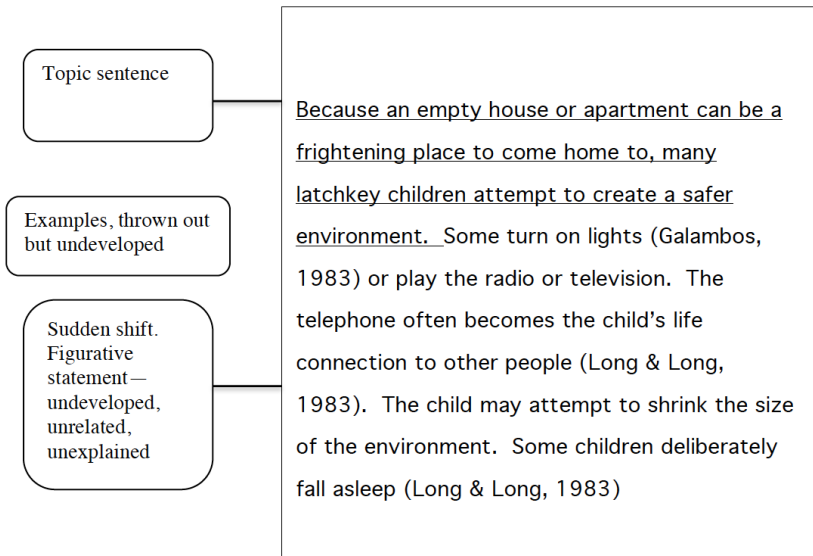 Topic sentence
Examples, thrown out
but undeveloped
Sudden shift.
Figurative
statement—
undeveloped,
unrelated,
unexplained
Because an empty house or apartment can be a
frightening place to come home to, many
latchkey children attempt to create a safer
environment.  Some turn on lights (Galambos,
1983) or play the radio or television.  The
telephone often becomes the child’s life
connection to other people (Long & Long,
1983).  The child may attempt to shrink the size
of the environment.  Some children deliberately
fall asleep (Long & Long, 1983)